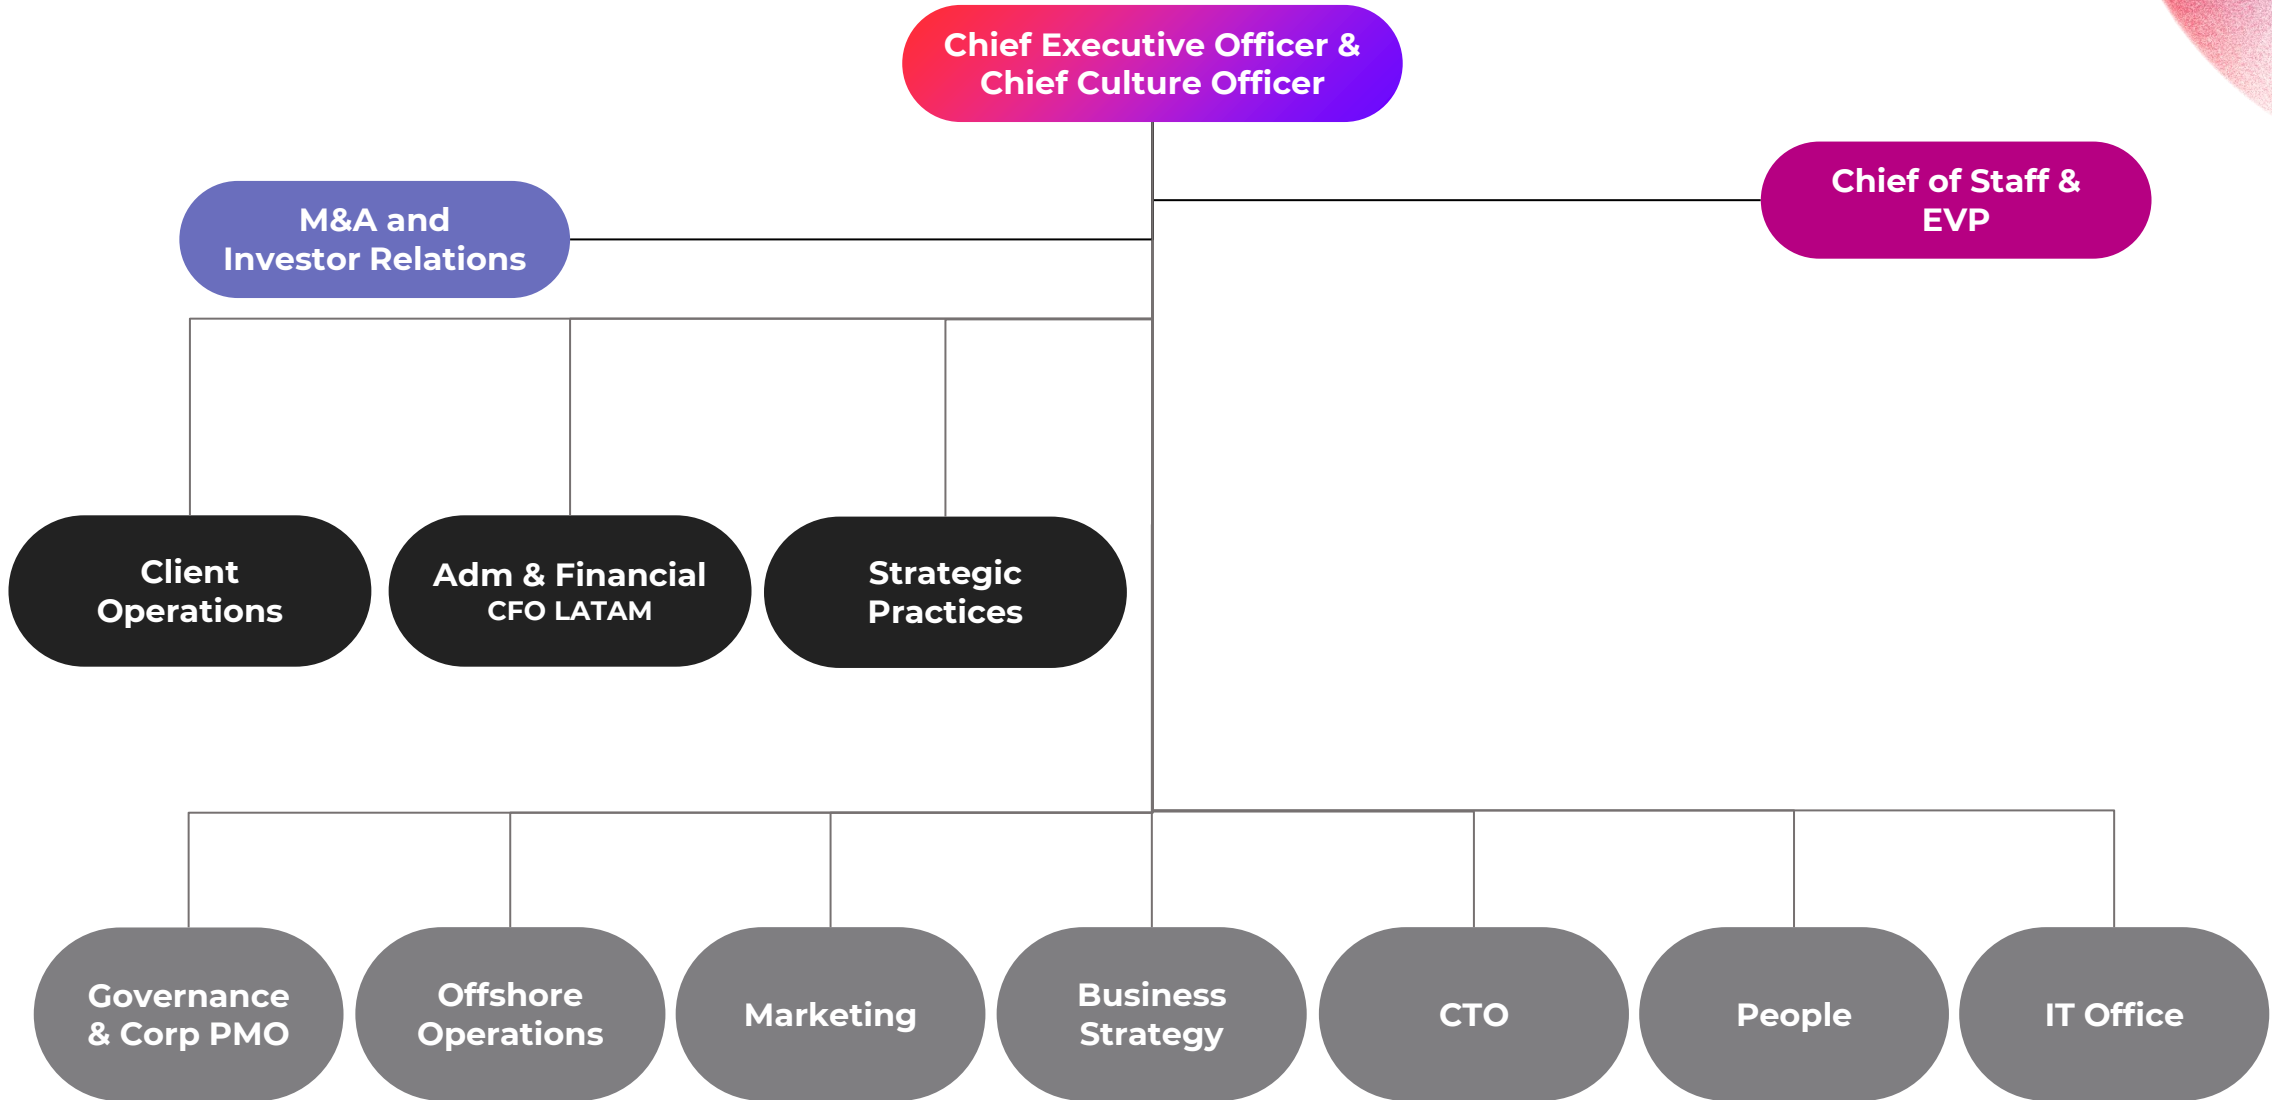 Chief Executive Officer &
Chief Culture Officer
Chief of Staff &
EVP
M&A and
Investor Relations
Client
Operations
Adm & Financial
CFO LATAM
Strategic
Practices
Governance
& Corp PMO
Offshore
Operations
Marketing
Business
Strategy
CTO
People
IT Office